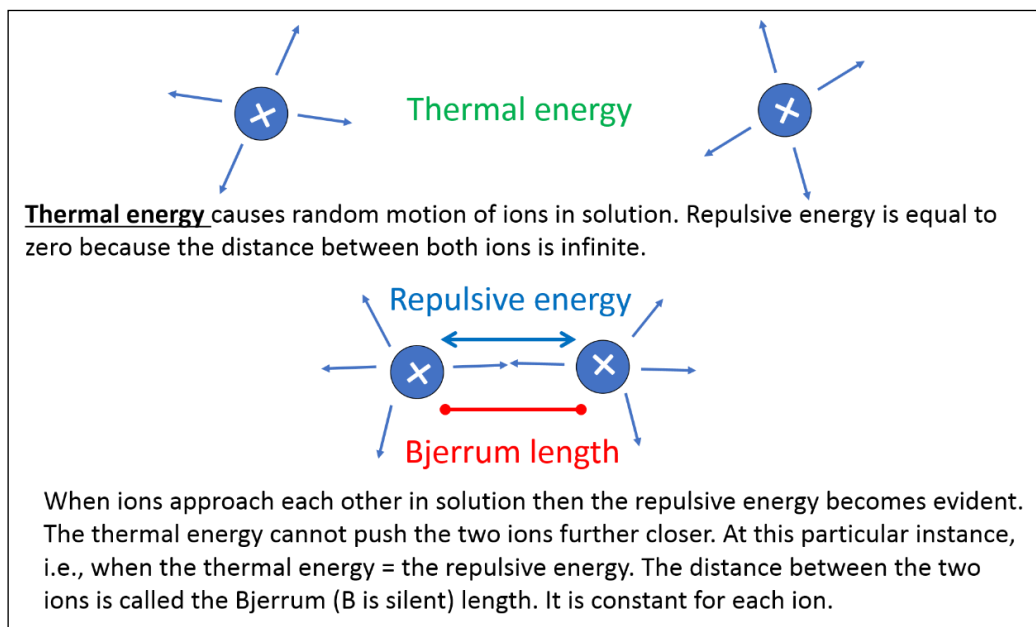 Thermal energy
Thermal energy causes random motion of ions in solution. Repulsive energy is equal to
zero because the distance between both ions is infinite.
Repulsive energy
Bjerrum length
When ions approach each other in solution then the repulsive energy becomes evident.
The thermal energy cannot push the two ions further closer. At this particular instance,
i.e., when the thermal energy = the repulsive energy. The distance between the two
ions is called the Bjerrum (B is silent) length. It is constant for each ion.